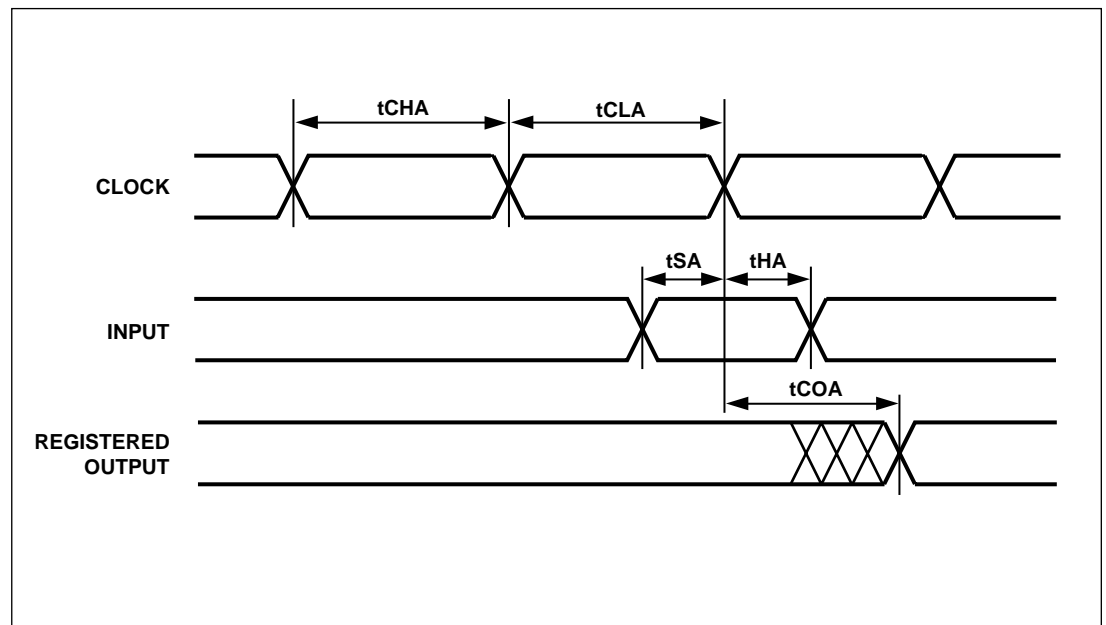 tCHA tCLA
CLOCK
tSA tHA
INPUT
tCOA
REGISTERED
OUTPUT